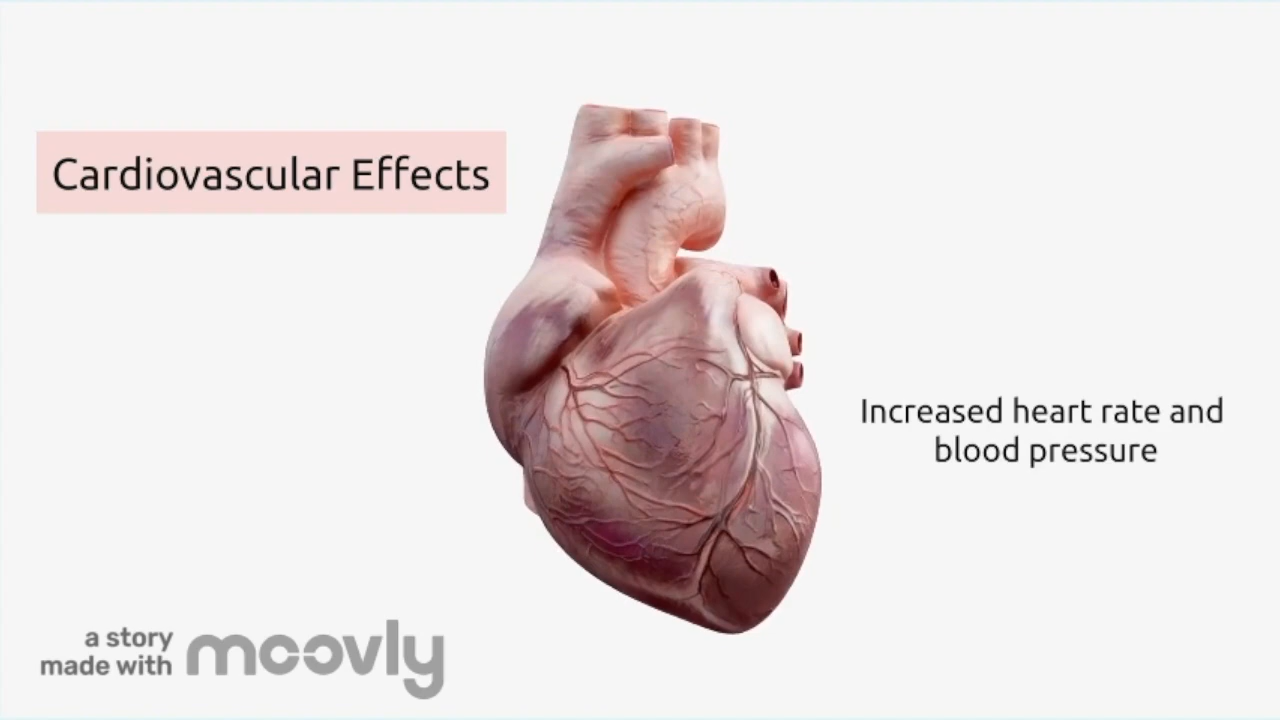 Cardiovascular Effects
Increased heart rate and
blood pressure
a story
made with
moovly